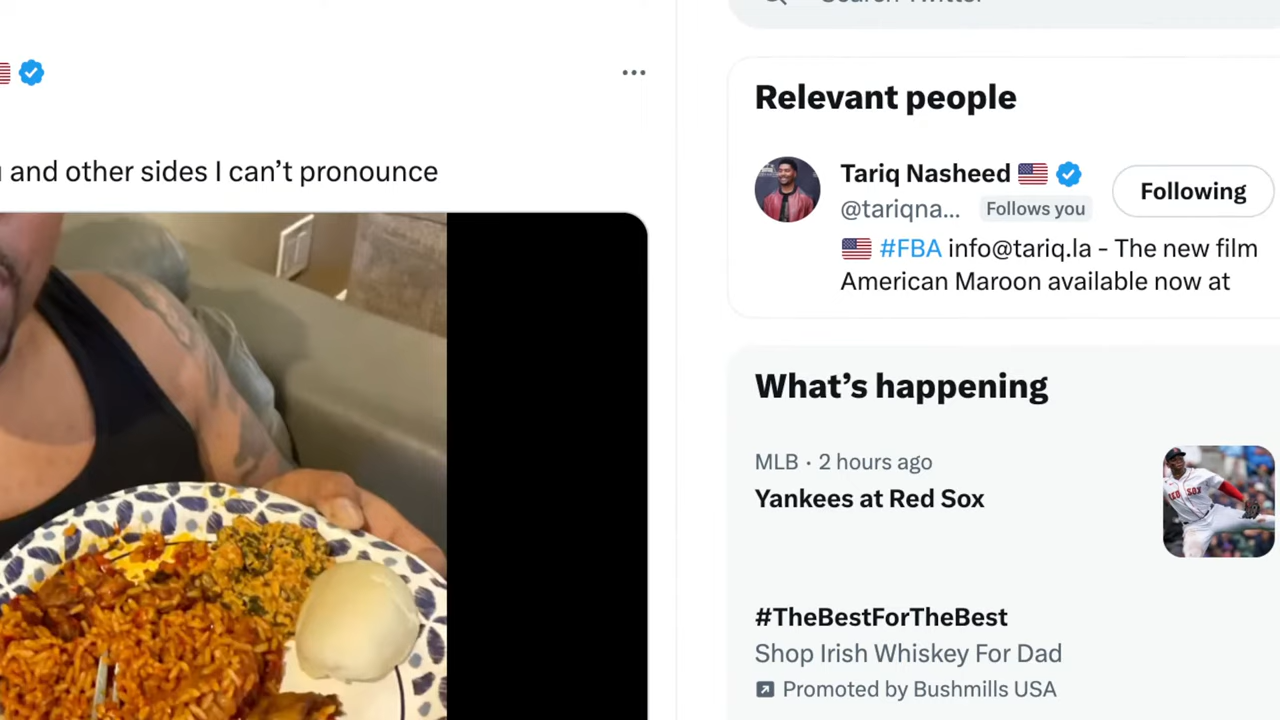 and other sides I can't pronounce
Relevant people
Tariq Nasheed
Following
@tariqna...
Follows you
#FBA info@tariq.la - The new film
American Maroon available now at
What's happening
MLB · 2 hours ago
Yankees at Red Sox
#TheBestForTheBest
Shop Irish Whiskey For Dad
Promoted by Bushmills USA